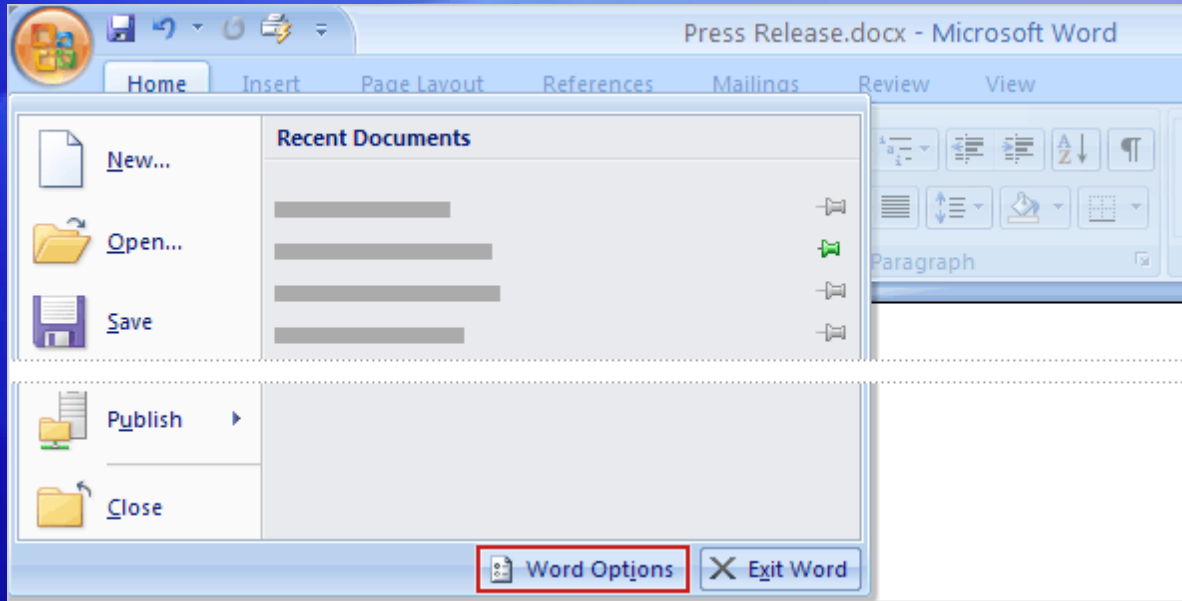 Press Release.docx - Microsoft Word
Home Insert Page Layout References Mailings Review View
Recent Documents
New...
Open...
Save
Paragraph
Publish
Close
Word Options Exit Word